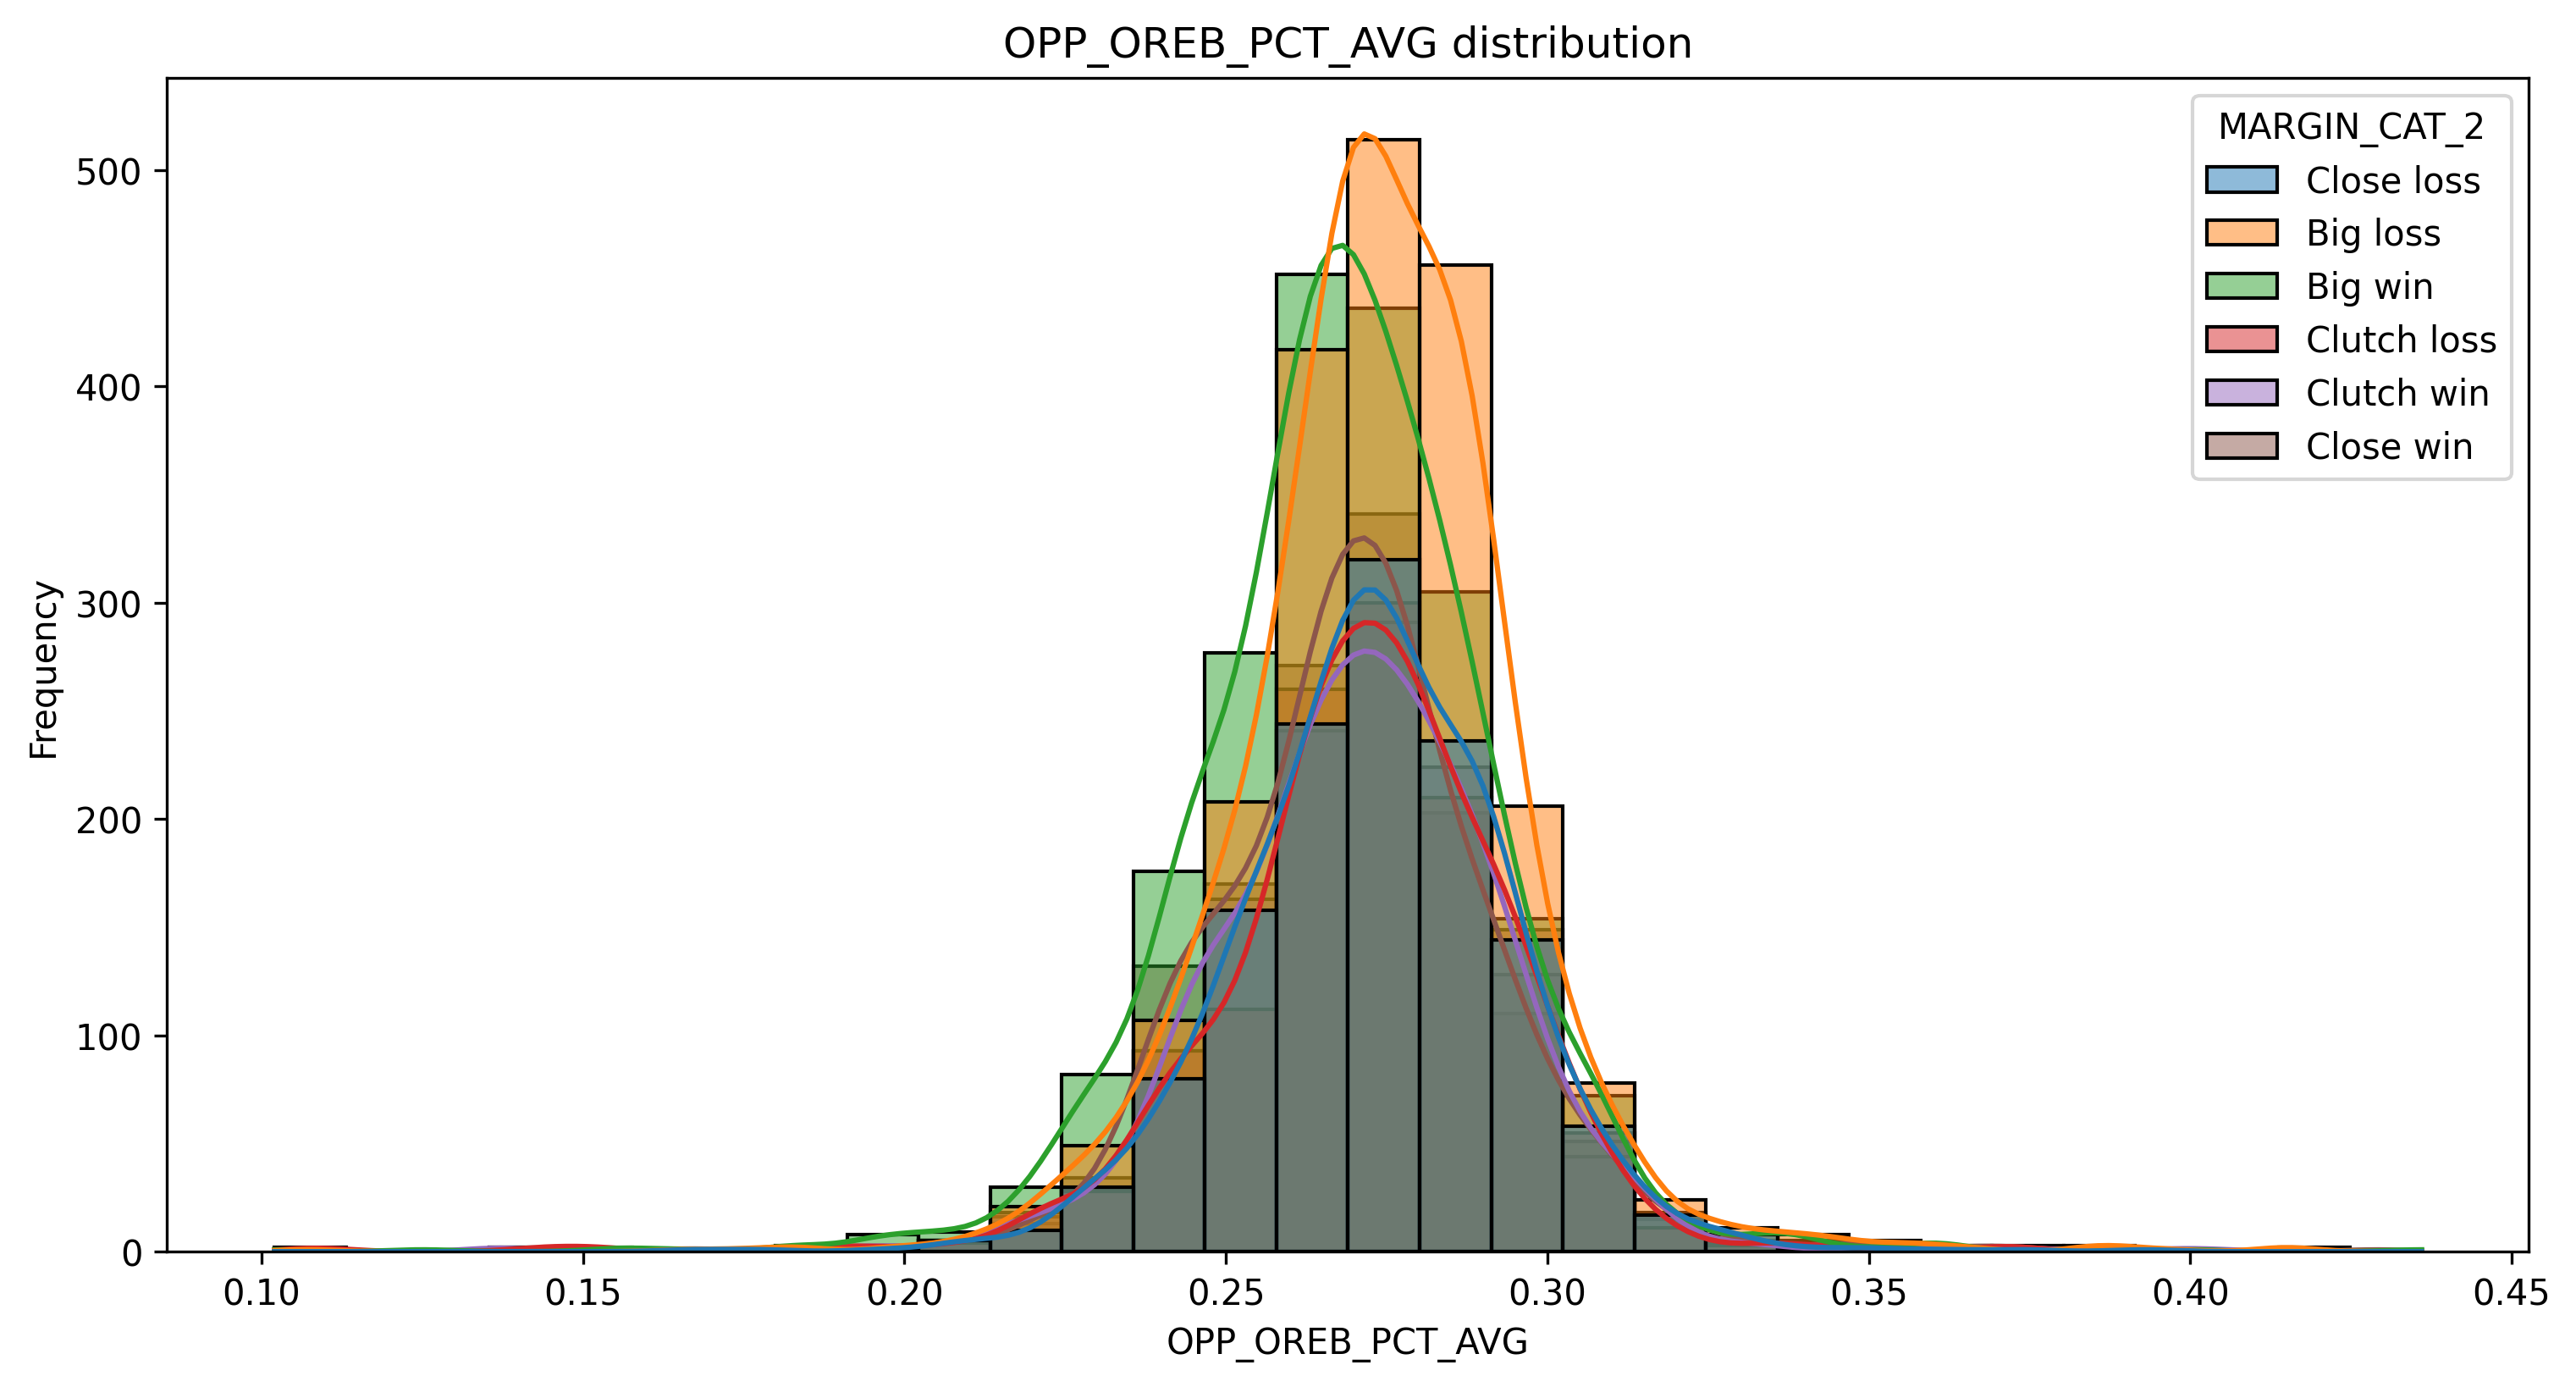 OPP_OREB_PCT_AVG distribution
MARGIN_CAT_2
Close loss
Big loss
Big win
Clutch loss
Clutch win
Close win
Frequency
500
400
300
200
100
0
0.10 0.15 0.20 0.25 0.30 0.35 0.40 0.45
OPP_OREB_PCT_AVG